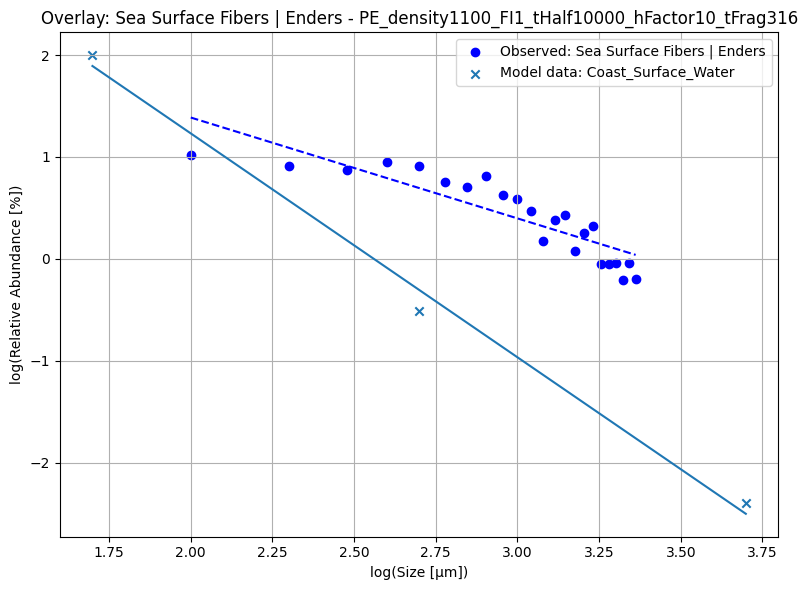 Overlay: Sea Surface Fibers | Enders - PE_density1100_FI1_tHalf10000_hFactor10_tFrag316
Observed: Sea Surface Fibers | Enders
Model data: Coast_Surface_Water
log(Relative Abundance [%])
2
1
0
−1
−2
1.75 2.00 2.25 2.50 2.75 3.00 3.25 3.50 3.75
log(Size [μm])